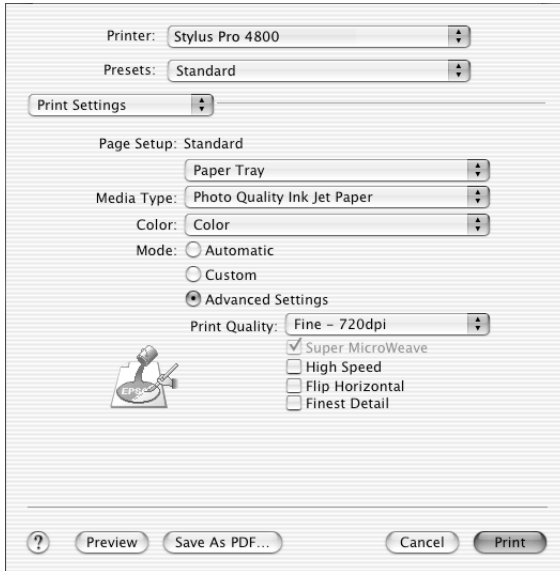 Printer: Stylus Pro 4800
Presets: Standard
Print Settings
Page Setup: Standard
Paper Tray
Media Type: Photo Quality Ink Jet Paper
Color: Color
Mode: Automatic
Custom
Advanced Settings
Print Quality: Fine – 720dpi
Super MicroWeave
High Speed
Flip Horizontal
Finest Detail
EPS
? Preview Save As PDF... Cancel Print